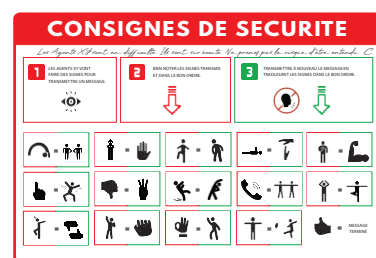 CONSIGNES DE SECURITE
Les Agents XY sont en difficulté. Ils sont sur écoute. Ne prenez pas le risque d'être entendu. C
1
LES AGENTS XY VONT
FAIRE DES SIGNES POUR
TRANSMETTRE UN MESSAGE.
2
BIEN NOTER LES SIGNES TRANSMIS
ET DANS LE BON ORDRE.
3
TRANSMETTRE À NOUVEAU LE MESSAGE EN
TRADUISANT LES SIGNES DANS LE BON ORDRE.
= = = = =
= = = = =
= = = = = MESSAGE
TERMINÉ